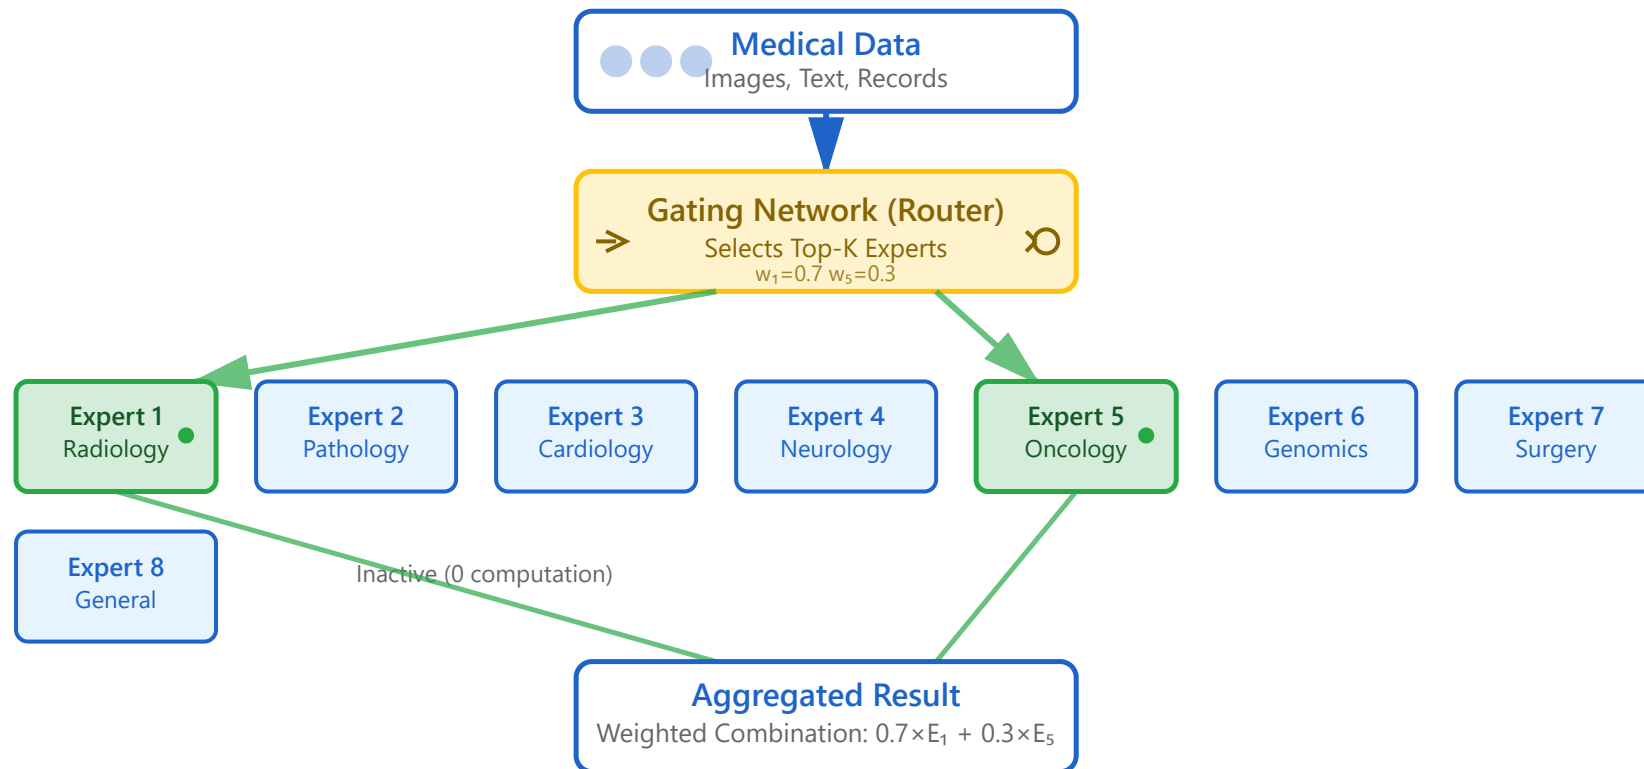 Medical Data
Images, Text, Records
Gating Network (Router)
Selects Top-K Experts
w₁=0.7 w₅=0.3
Expert 1
Radiology
Expert 2
Pathology
Expert 3
Cardiology
Expert 4
Neurology
Expert 5
Oncology
Expert 6
Genomics
Expert 7
Surgery
Expert 8
General
Inactive (0 computation)
Aggregated Result
Weighted Combination: 0.7×E₁ + 0.3×E₅